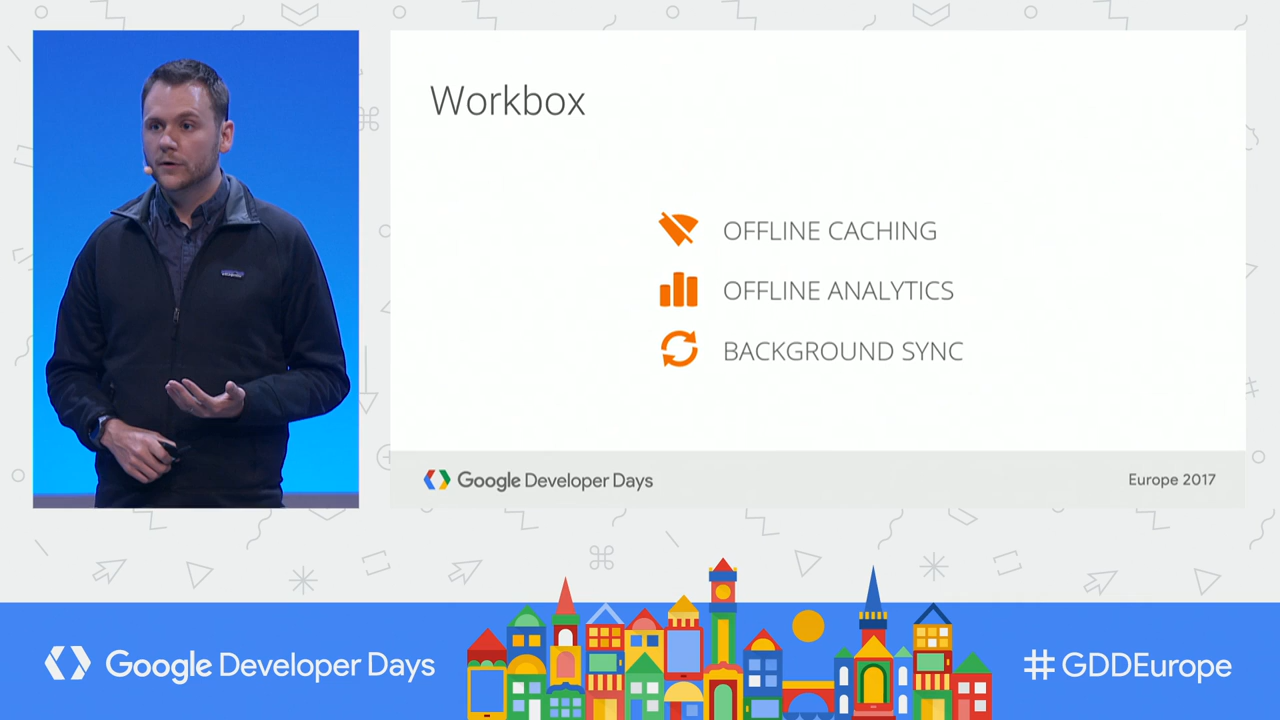 Workbox
OFFLINE CACHING
OFFLINE ANALYTICS
BACKGROUND SYNC
Google Developer Days
Europe 2017
Google Developer Days
#GDDEurope